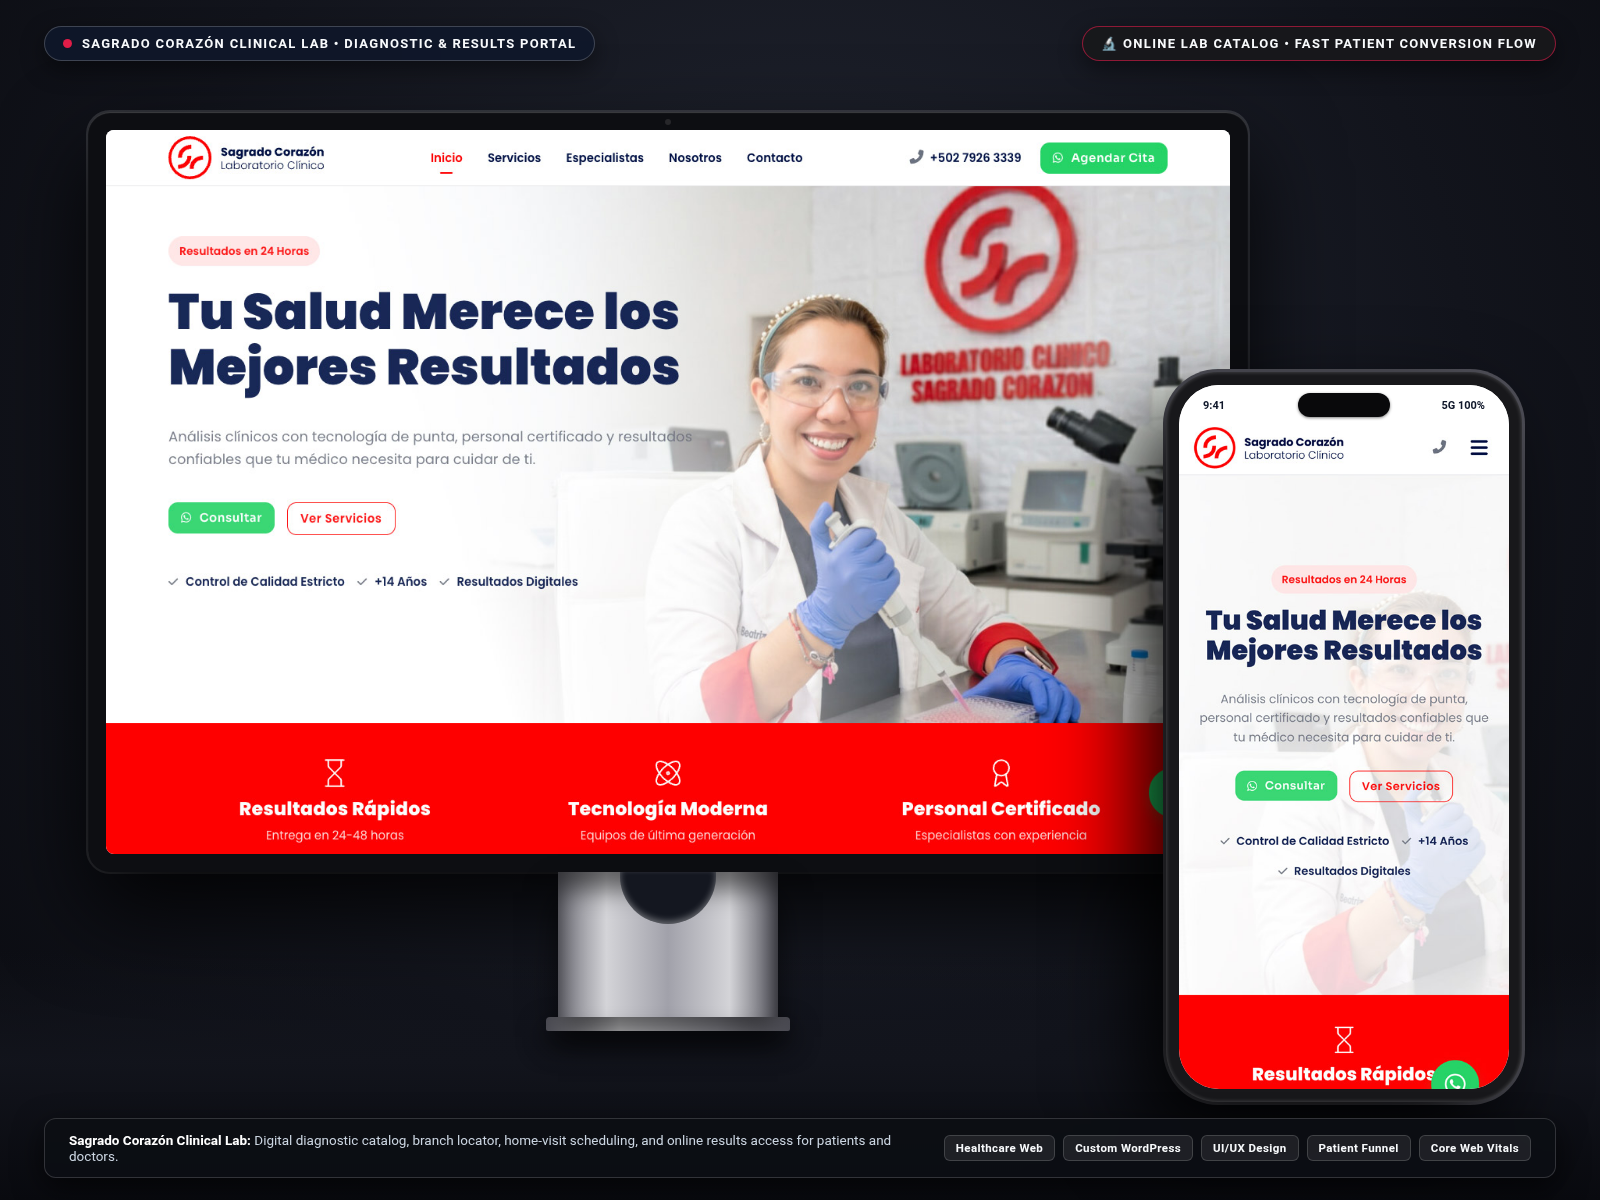 SAGRADO CORAZÓN CLINICAL LAB • DIAGNOSTIC & RESULTS PORTAL
ONLINE LAB CATALOG • FAST PATIENT CONVERSION FLOW
Sagrado Corazón
Laboratorio Clínico
Inicio Servicios Especialistas Nosotros Contacto
+502 7926 3339
Agendar Cita
Resultados en 24 Horas
Tu Salud Merece los
Mejores Resultados
Análisis clínicos con tecnología de punta, personal certificado y resultados
confiables que tu médico necesita para cuidar de ti.
Consultar
Ver Servicios
Control de Calidad Estricto +14 Años Resultados Digitales
LABORATORIO CLINICO
SAGRADO CORAZON
Beatriz
Resultados Rápidos
Entrega en 24-48 horas
Tecnología Moderna
Equipos de última generación
Personal Certificado
Especialistas con experiencia
9:41
5G 100%
Sagrado Corazón
Laboratorio Clínico
Resultados en 24 Horas
Tu Salud Merece los
Mejores Resultados
Análisis clínicos con tecnología de punta,
personal certificado y resultados confiables que
tu médico necesita para cuidar de ti.
Consultar
Ver Servicios
Control de Calidad Estricto +14 Años
Resultados Digitales
Resultados Rápidos
Sagrado Corazón Clinical Lab: Digital diagnostic catalog, branch locator, home-visit scheduling, and online results access for patients and
doctors.
Healthcare Web
Custom WordPress
UI/UX Design
Patient Funnel
Core Web Vitals